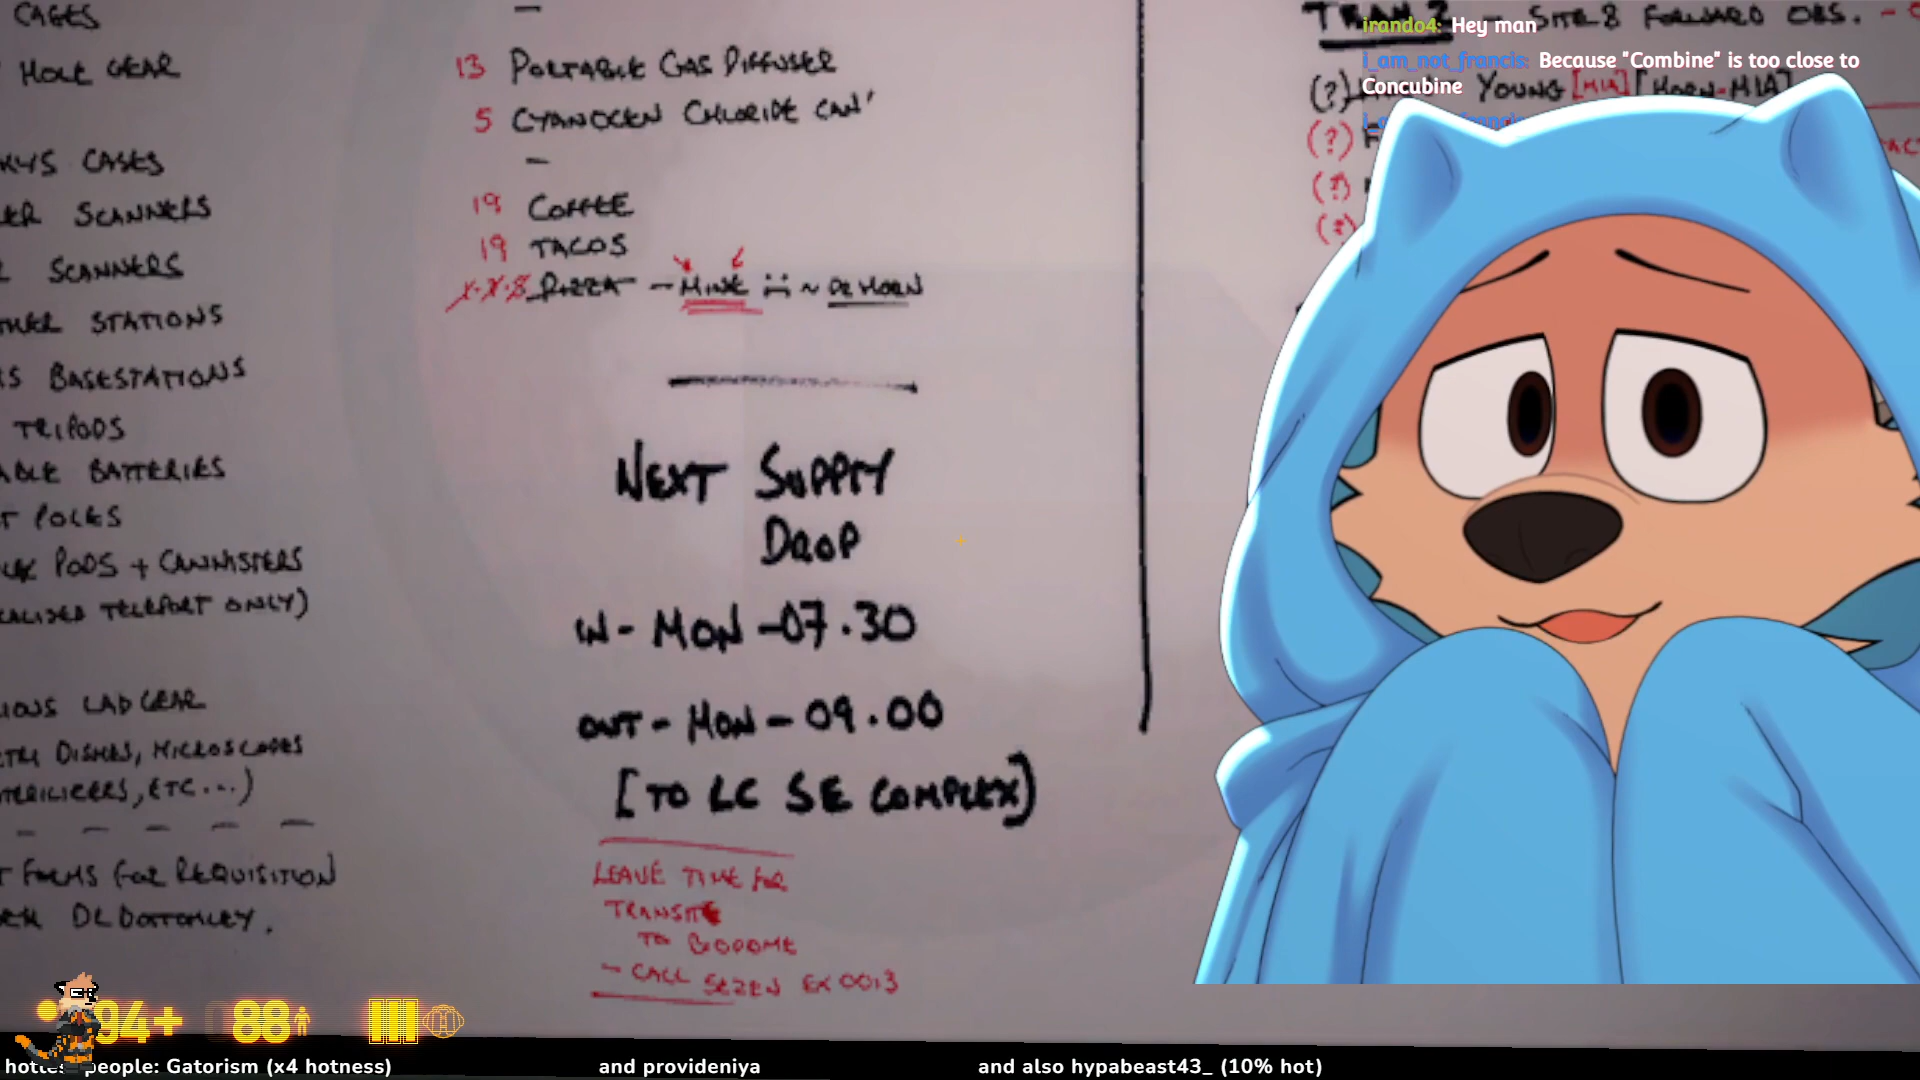 CAGES
HOLE GEAR
CASES
SCANNERS
SCANNERS
STATIONS
BASESTATIONS
TRIPODS
BATTERIES
POLES
PODS + CANNISTERS
TELEPORT ONLY)
LAB GEAR
DISHES, MICROSCOPES
ETC...)
FORMS FOR REQUISITION
DR BOTTOMLEY.
13 PORTABLE GAS DIFFUSER
5 CYANOGEN CHLORIDE CAN'
19 COFFEE
19 TACOS
PIZZA - MINE :( ~ DR HORN
NEXT SUPPLY
DROP
IN - MON - 07.30
OUT - MON - 09.00
[TO LC SE COMPLEX]
LEAVE TIME FOR
TRANSIT
TO BIODOME
- CALL SEZEN EX 0013
SITE 8 FORWARD OBS.
(?) YOUNG [MIA] [HORN-MIA]
(?)
(?)
(?)
irando4: Hey man
i_am_not_francis: Because "Combine" is too close to
Concubine
94+ 88
people: Gatorism (x4 hotness) and provideniya and also hypabeast43_ (10% hot)